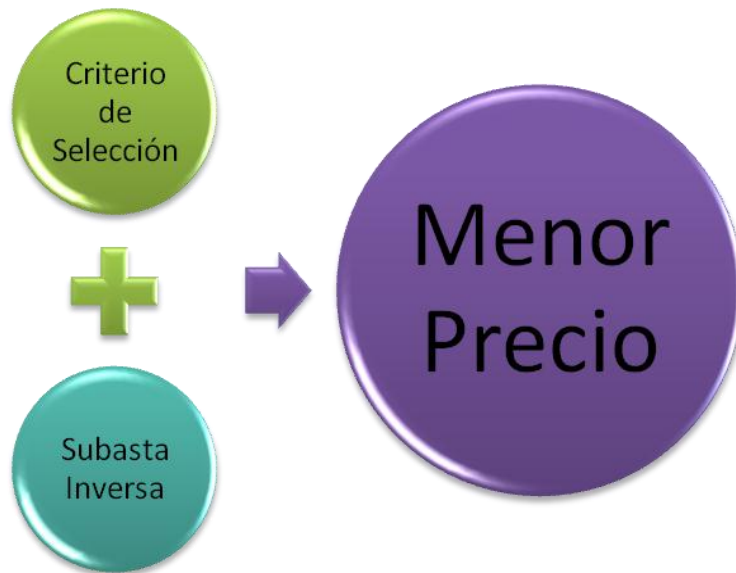 Criterio
de
Selección
Subasta
Inversa
Menor
Precio